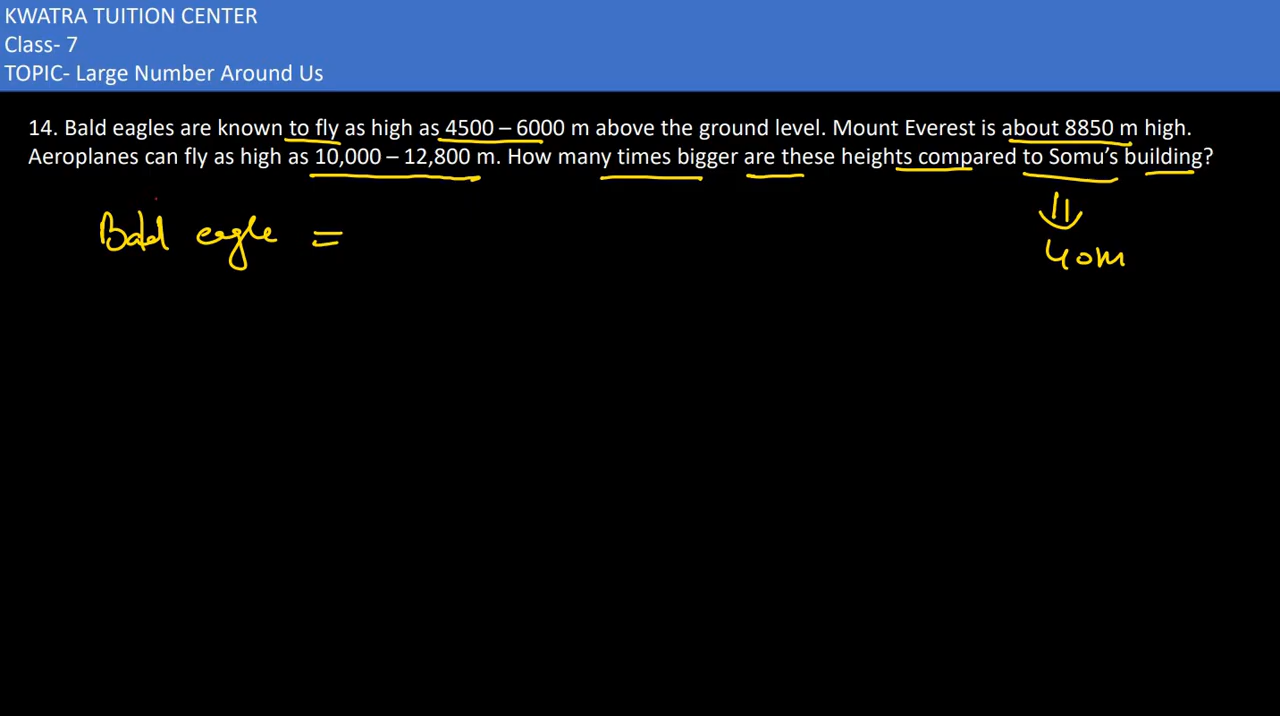 KWATRA TUITION CENTER
Class- 7
TOPIC- Large Number Around Us
14. Bald eagles are known to fly as high as 4500 – 6000 m above the ground level. Mount Everest is about 8850 m high.
Aeroplanes can fly as high as 10,000 – 12,800 m. How many times bigger are these heights compared to Somu’s building?
Bald eagle =
40m